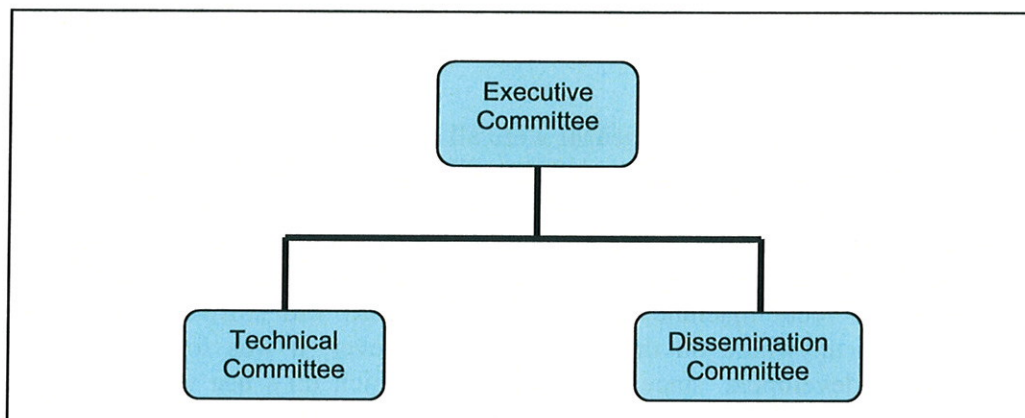 Executive
Committee
Technical
Committee
Dissemination
Committee